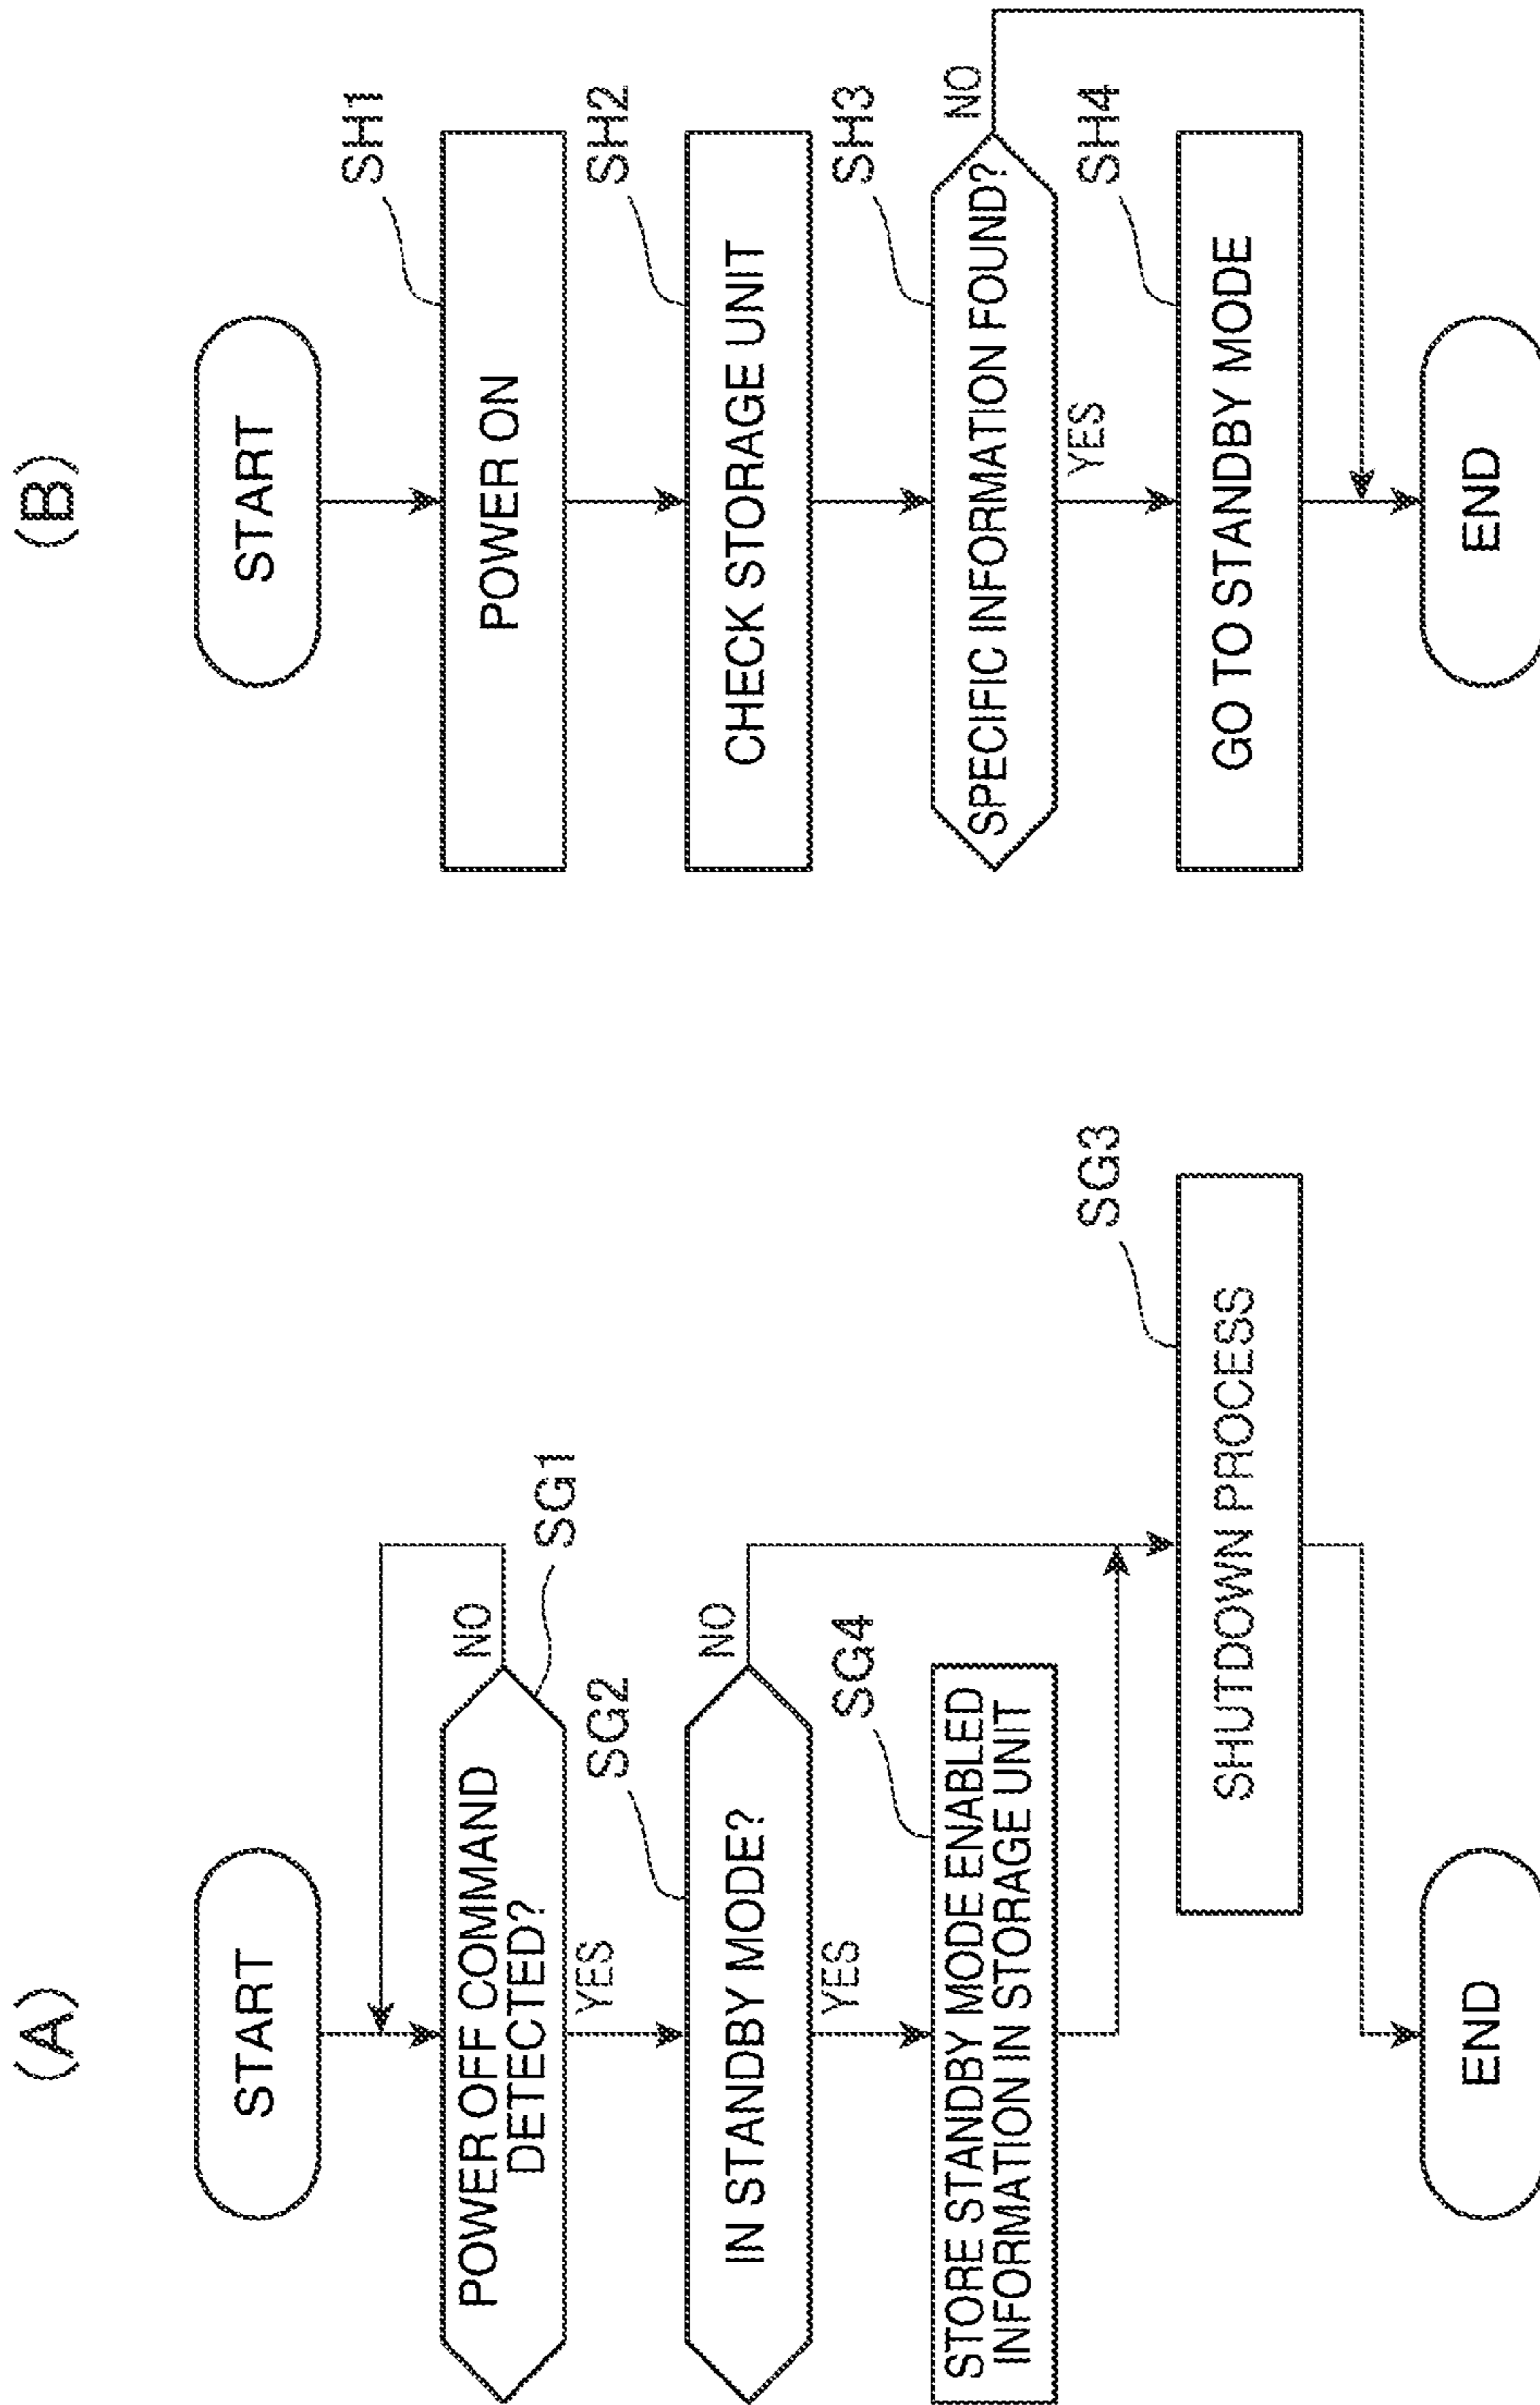 (A)
START
POWER OFF COMMAND
DETECTED?
SG1
NO
YES
IN STANDBY MODE?
SG2
NO
YES
STORE STANDBY MODE ENABLED
INFORMATION IN STORAGE UNIT
SG4
SHUTDOWN PROCESS
SG3
END
(B)
START
POWER ON
SH1
CHECK STORAGE UNIT
SH2
SPECIFIC INFORMATION FOUND?
SH3
NO
YES
GO TO STANDBY MODE
SH4
END